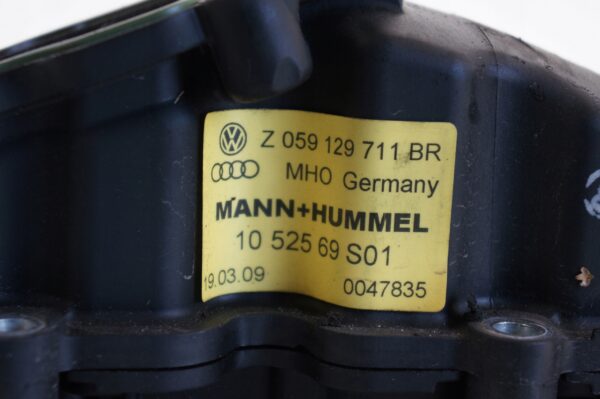 Z 059 129 711 BR
MHO Germany
MANN+HUMMEL
10 525 69 S01
19.03.09 0047835